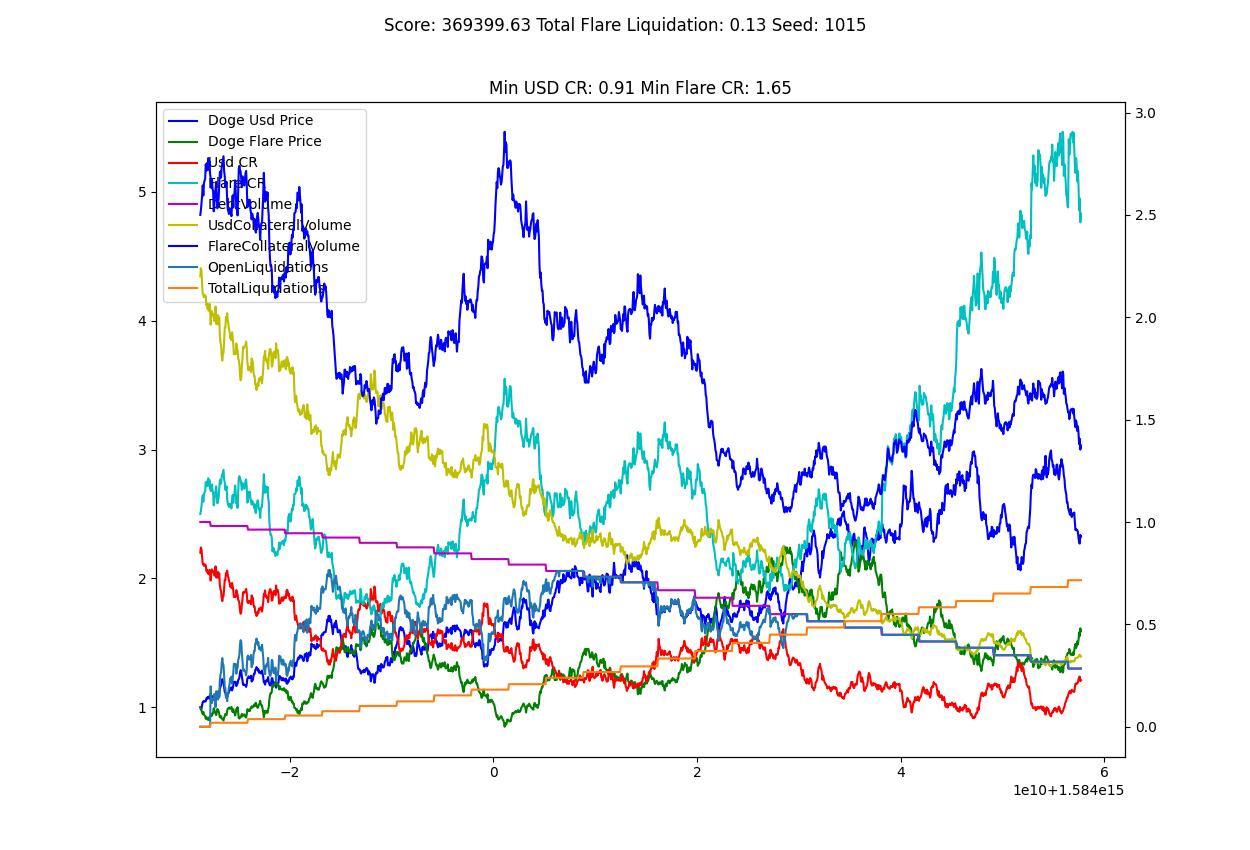 Score: 369399.63 Total Flare Liquidation: 0.13 Seed: 1015
Min USD CR: 0.91 Min Flare CR: 1.65
Doge Usd Price
Doge Flare Price
Usd CR
Flare CR
DebtVolume
UsdCollateralVolume
FlareCollateralVolume
OpenLiquidations
TotalLiquidations
5
4
3
2
1
3.0
2.5
2.0
1.5
1.0
0.5
0.0
−2 0 2 4 6
1e10+1.584e15